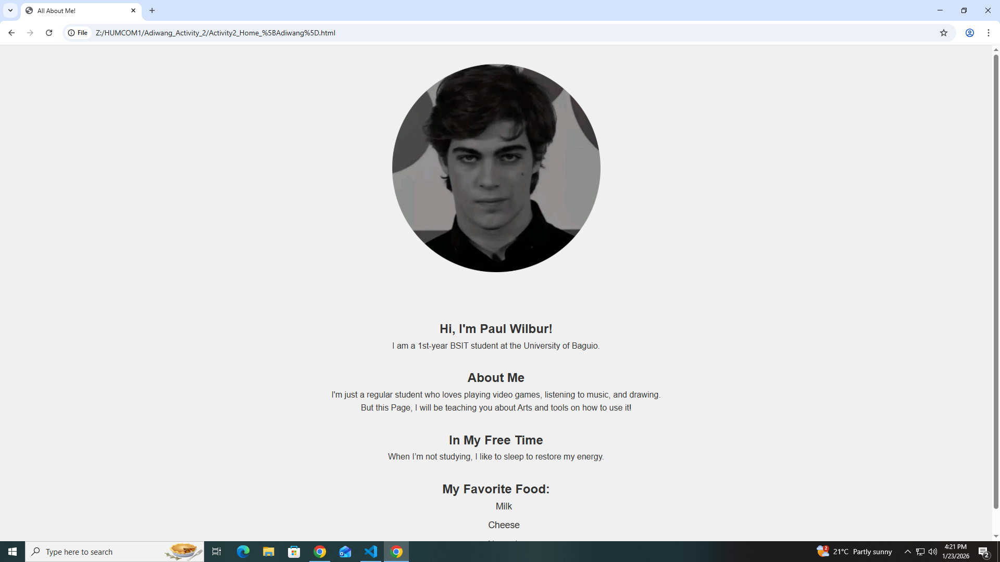 All About Me!
File
Z:/HUMCOM1/Adiwang_Activity_2/Activity2_Home_%5BAdiwang%5D.html
Hi, I'm Paul Wilbur!
I am a 1st-year BSIT student at the University of Baguio.
About Me
I'm just a regular student who loves playing video games, listening to music, and drawing.
But this Page, I will be teaching you about Arts and tools on how to use it!
In My Free Time
When I’m not studying, I like to sleep to restore my energy.
My Favorite Food:
Milk
Cheese
Type here to search
2
21°C Partly sunny
4:21 PM
1/23/2026
2